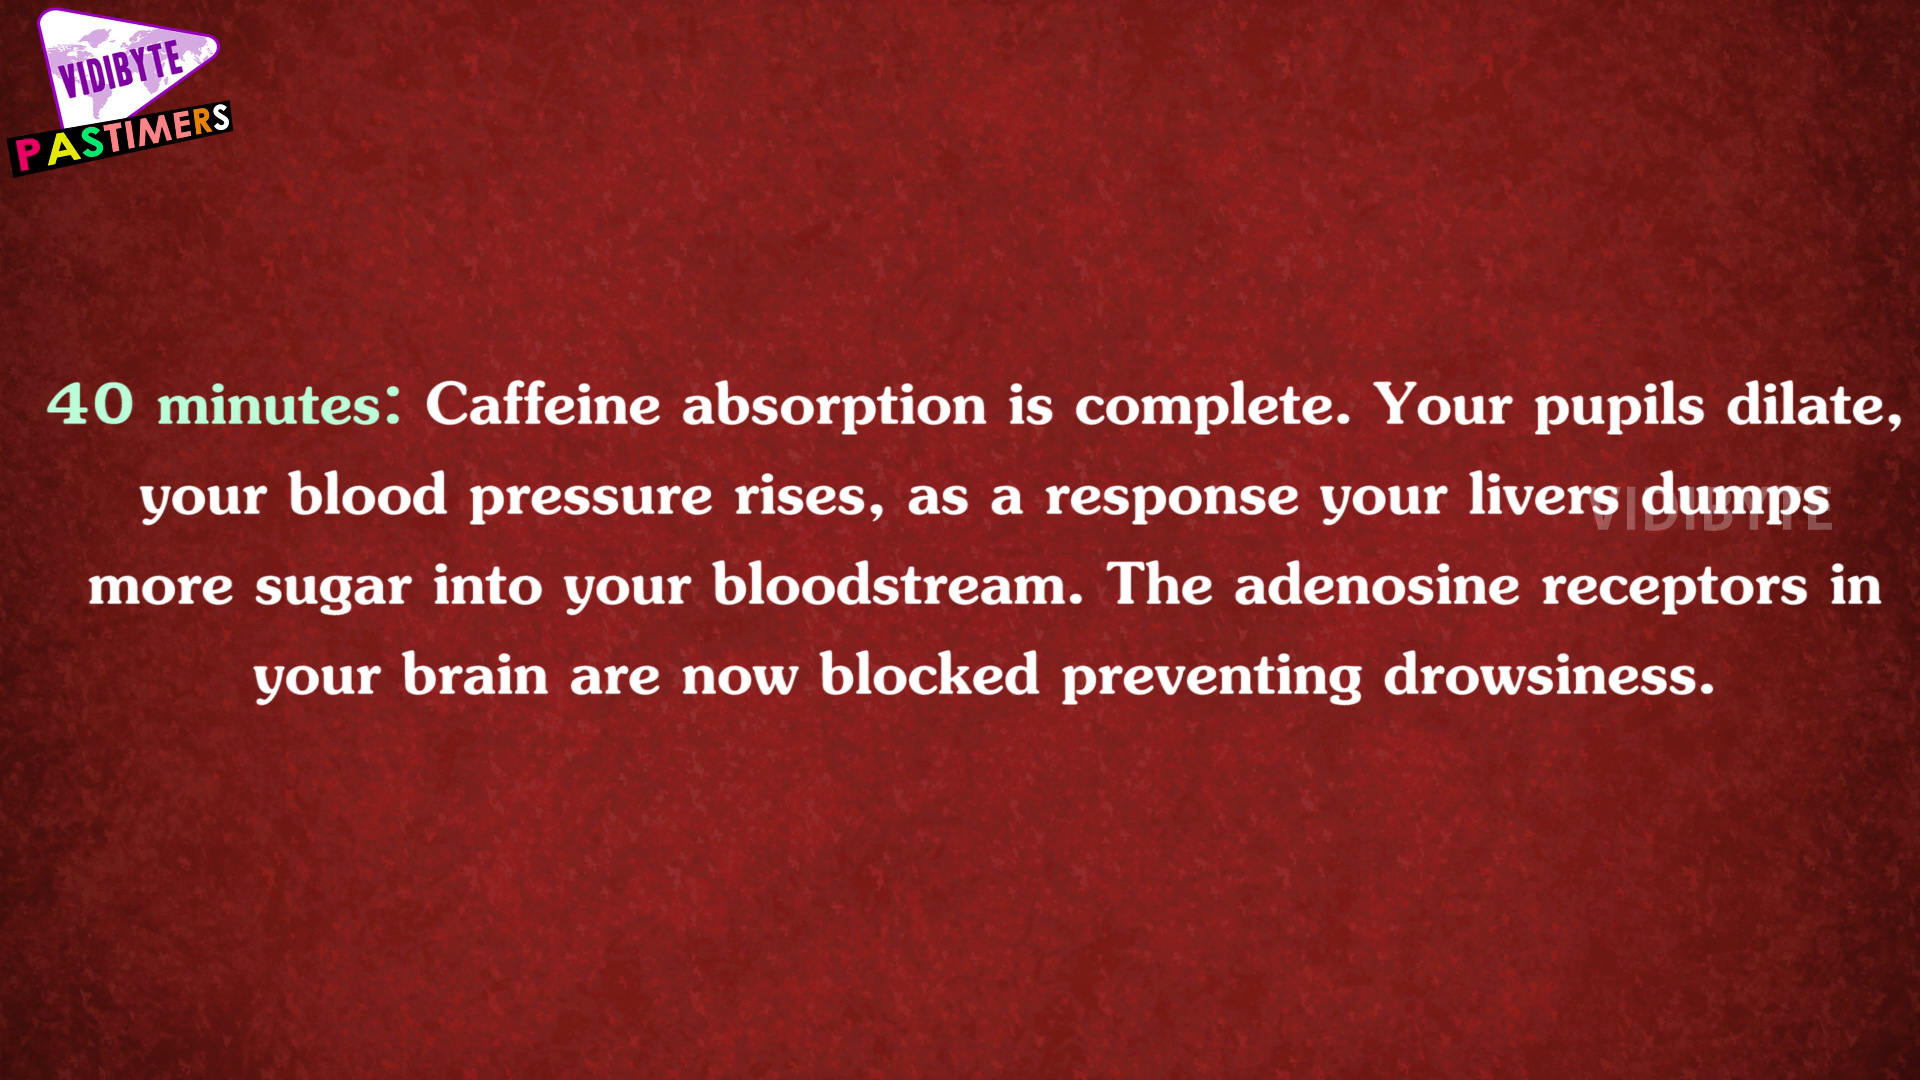 VIDIBYTE
PASTIMERS
40 minutes: Caffeine absorption is complete. Your pupils dilate,
your blood pressure rises, as a response your livers dumps
VIDIBYTE
more sugar into your bloodstream. The adenosine receptors in
your brain are now blocked preventing drowsiness.